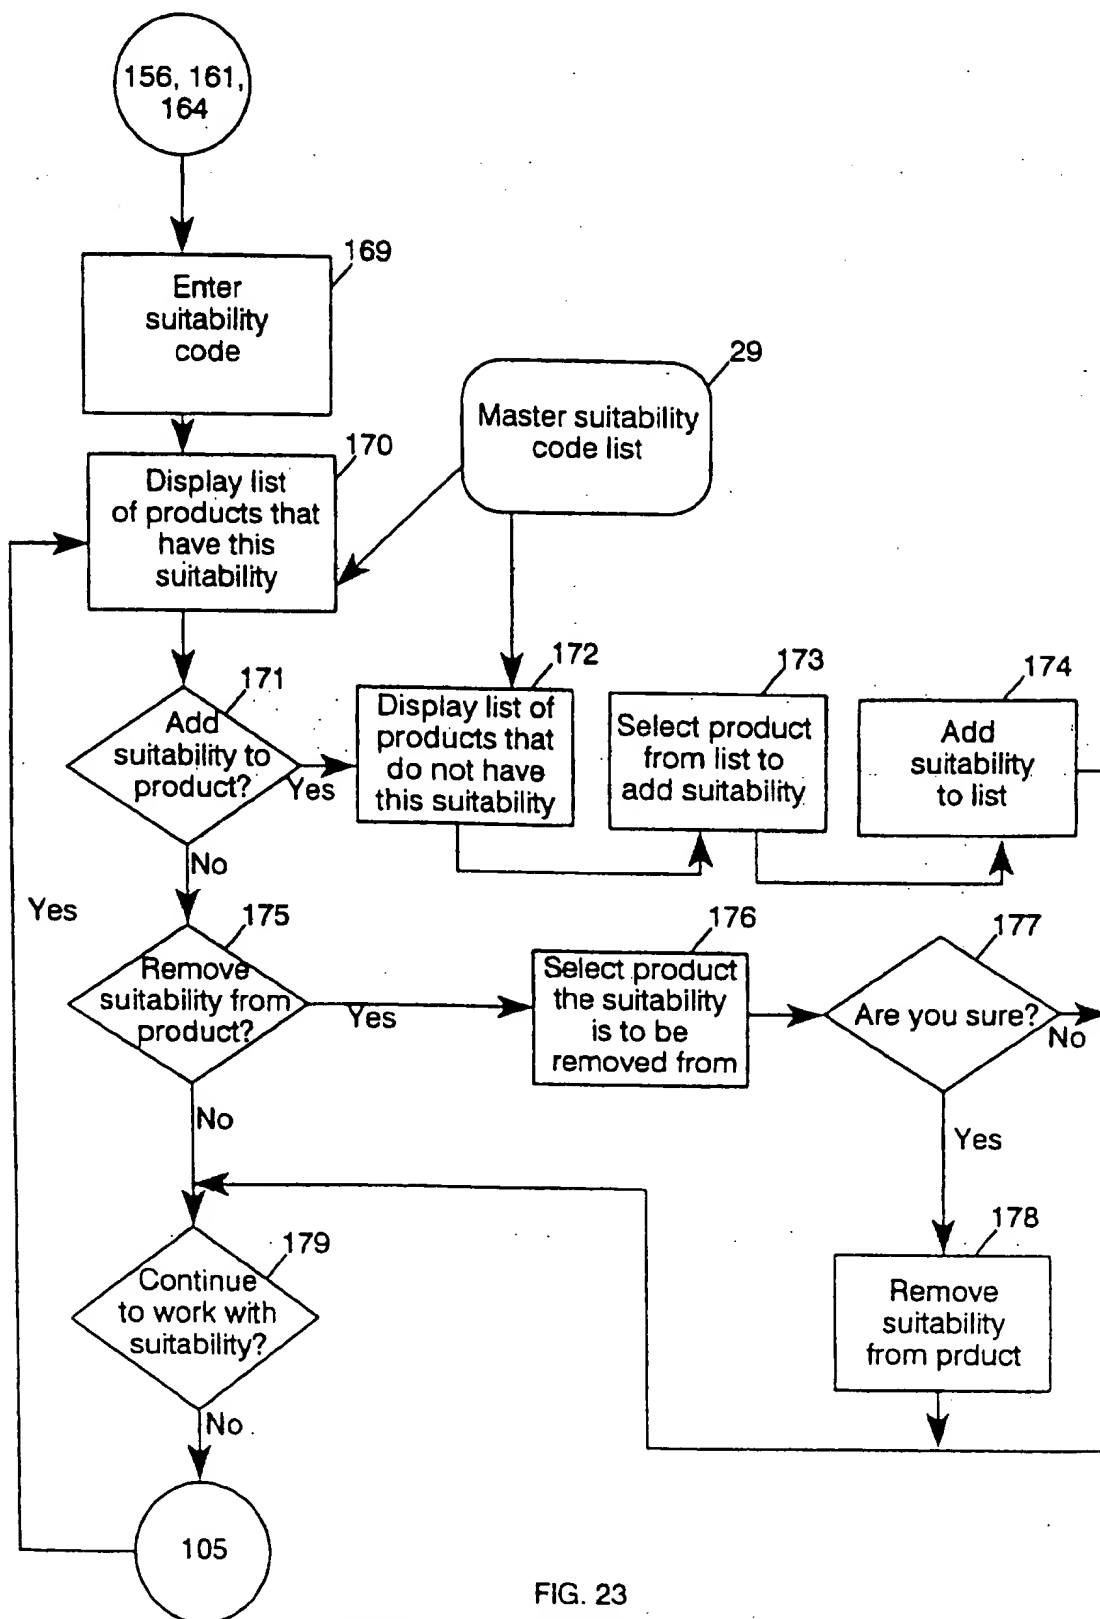 156, 161,
164
169
Enter
suitability
code
29
Master suitability
code list
170
Display list
of products that
have this
suitability
171
Add
suitability to
product?
Yes
172
Display list of
products that
do not have
this suitability
173
Select product
from list to
add suitability
174
Add
suitability
to list
No
Yes
175
Remove
suitability from
product?
Yes
176
Select product
the suitability
is to be
removed from
177
Are you sure?
No
No
Yes
178
Remove
suitability
from prduct
179
Continue
to work with
suitability?
No
105
FIG. 23